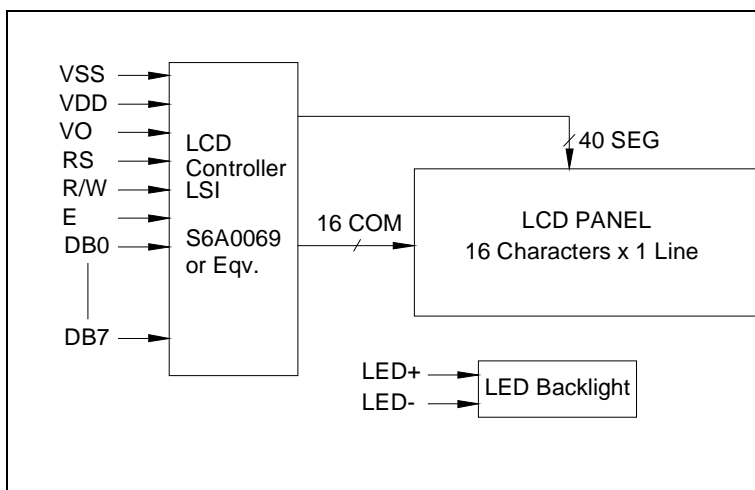 VSS
VDD
VO
RS
R/W
E
DB0
DB7
LCD
Controller
LSI
S6A0069
or Eqv.
40 SEG
16 COM
LCD PANEL
16 Characters x 1 Line
LED+
LED-
LED Backlight